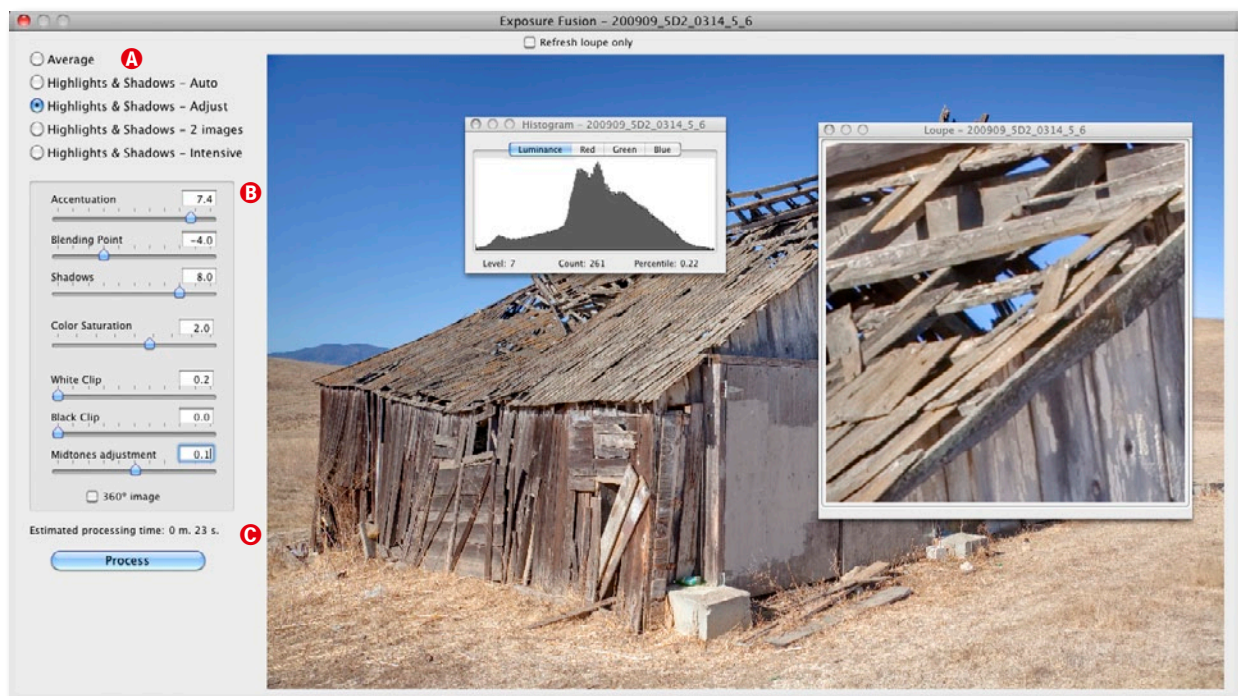 Exposure Fusion – 200909_5D2_0314_5_6
Refresh loupe only
Average
A
Highlights & Shadows – Auto
Highlights & Shadows – Adjust
Highlights & Shadows – 2 images
Highlights & Shadows – Intensive
B
Accentuation 7.4
Blending Point -4.0
Shadows 8.0
Color Saturation 2.0
White Clip 0.2
Black Clip 0.0
Midtones adjustment 0.1
360° image
Estimated processing time: 0 m. 23 s.
C
Process
Histogram – 200909_5D2_0314_5_6
Luminance Red Green Blue
Level: 7 Count: 261 Percentile: 0.22
Loupe – 200909_5D2_0314_5_6